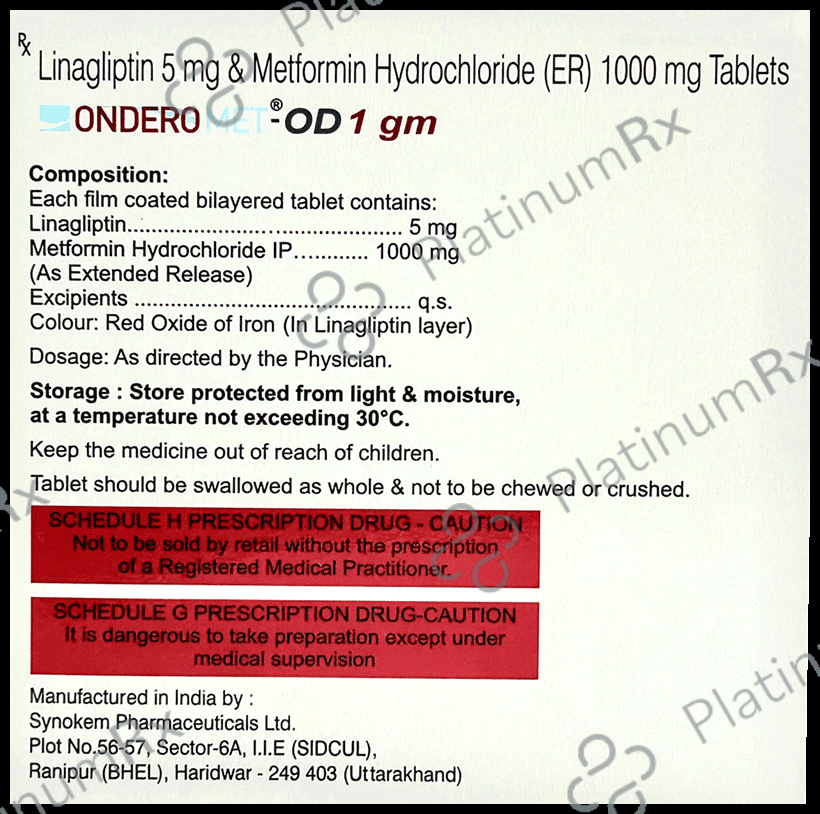 Rx Linagliptin 5 mg & Metformin Hydrochloride (ER) 1000 mg Tablets
ONDERO MET®-OD 1 gm
Composition:
Each film coated bilayered tablet contains:
Linagliptin................................................ 5 mg
Metformin Hydrochloride IP............ 1000 mg
(As Extended Release)
Excipients ............................................. q.s.
Colour: Red Oxide of Iron (In Linagliptin layer)
Dosage: As directed by the Physician.
Storage : Store protected from light & moisture,
at a temperature not exceeding 30°C.
Keep the medicine out of reach of children.
Tablet should be swallowed as whole & not to be chewed or crushed.
SCHEDULE H PRESCRIPTION DRUG - CAUTION
Not to be sold by retail without the prescription
of a Registered Medical Practitioner.
SCHEDULE G PRESCRIPTION DRUG-CAUTION
It is dangerous to take preparation except under
medical supervision
Manufactured in India by :
Synokem Pharmaceuticals Ltd.
Plot No.56-57, Sector-6A, I.I.E (SIDCUL),
Ranipur (BHEL), Haridwar - 249 403 (Uttarakhand)
PlatinumRx
PlatinumRx